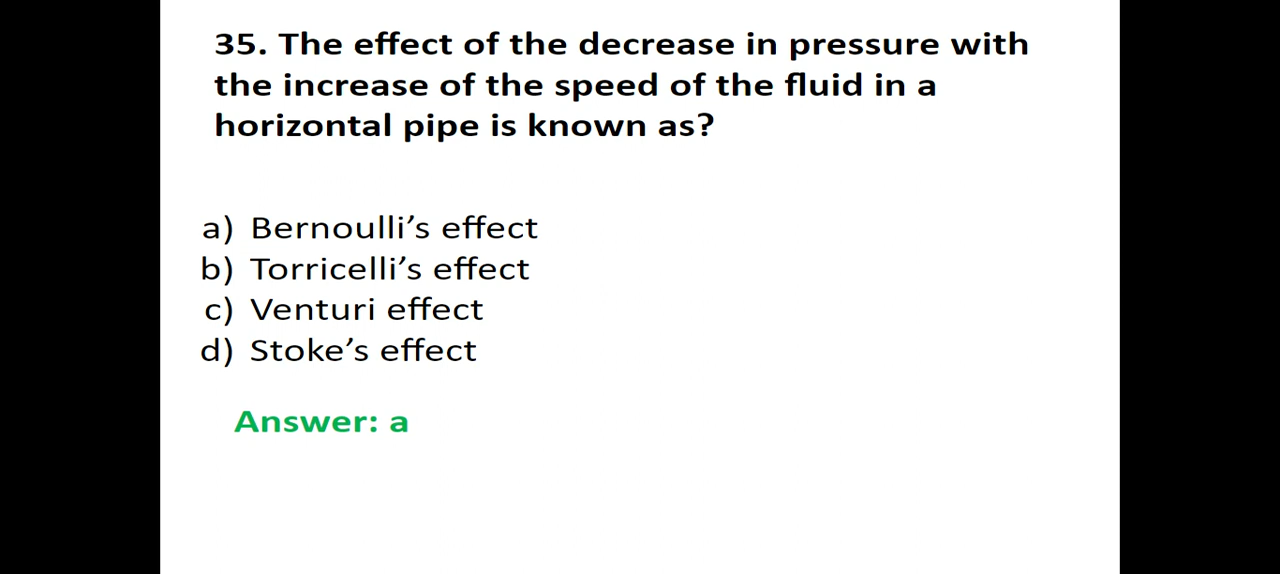 35. The effect of the decrease in pressure with
the increase of the speed of the fluid in a
horizontal pipe is known as?
a) Bernoulli’s effect
b) Torricelli’s effect
c) Venturi effect
d) Stoke’s effect
Answer: a